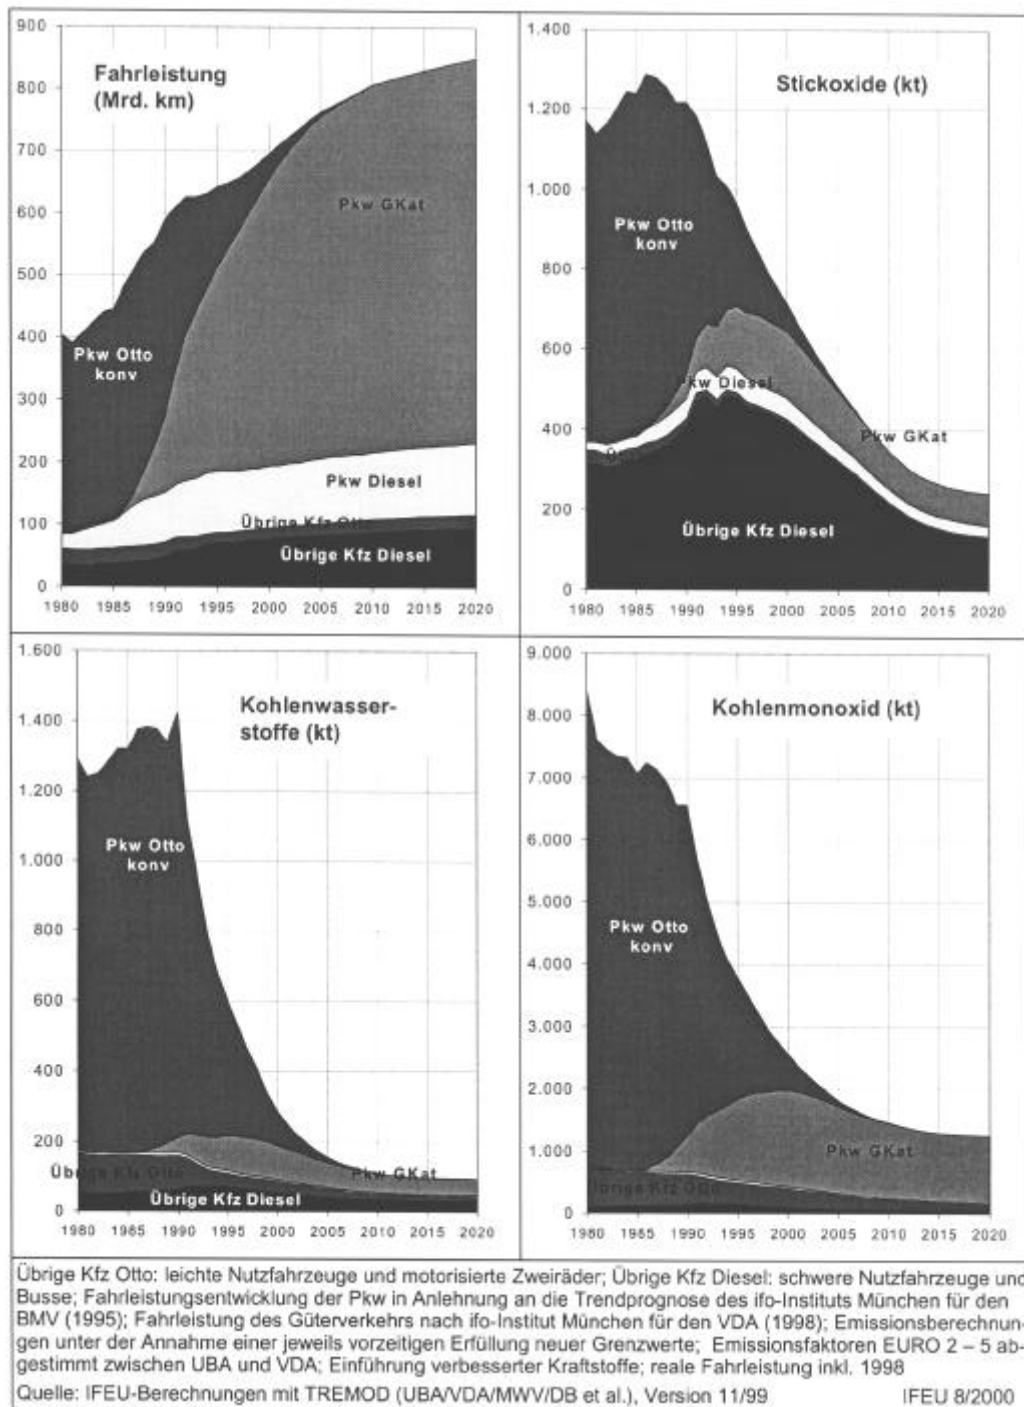 Fahrleistung
(Mrd. km)
900
800
700
600
500
400
300
200
100
0
Pkw Otto
konv
Pkw GKat
Pkw Diesel
Übrige Kfz Otto
Übrige Kfz Diesel
1980 1985 1990 1995 2000 2005 2010 2015 2020
Stickoxide (kt)
1.400
1.200
1.000
800
600
400
200
0
Pkw Otto
konv
Pkw Diesel
Pkw GKat
Übrige Kfz Diesel
1980 1985 1990 1995 2000 2005 2010 2015 2020
Kohlenwasser-
stoffe (kt)
1.600
1.400
1.200
1.000
800
600
400
200
0
Pkw Otto
konv
Übrige Kfz Otto
Pkw GKat
Übrige Kfz Diesel
1980 1985 1990 1995 2000 2005 2010 2015 2020
Kohlenmonoxid (kt)
9.000
8.000
7.000
6.000
5.000
4.000
3.000
2.000
1.000
0
Pkw Otto
konv
Pkw GKat
Übrige Kfz Otto
1980 1985 1990 1995 2000 2005 2010 2015 2020
Übrige Kfz Otto: leichte Nutzfahrzeuge und motorisierte Zweiräder; Übrige Kfz Diesel: schwere Nutzfahrzeuge und
Busse; Fahrleistungsentwicklung der Pkw in Anlehnung an die Trendprognose des ifo-Instituts München für den
BMV (1995); Fahrleistung des Güterverkehrs nach ifo-Institut München für den VDA (1998); Emissionsberechnun-
gen unter der Annahme einer jeweils vorzeitigen Erfüllung neuer Grenzwerte; Emissionsfaktoren EURO 2 – 5 ab-
gestimmt zwischen UBA und VDA; Einführung verbesserter Kraftstoffe; reale Fahrleistung inkl. 1998
Quelle: IFEU-Berechnungen mit TREMOD (UBA/VDA/MWV/DB et al.), Version 11/99 IFEU 8/2000